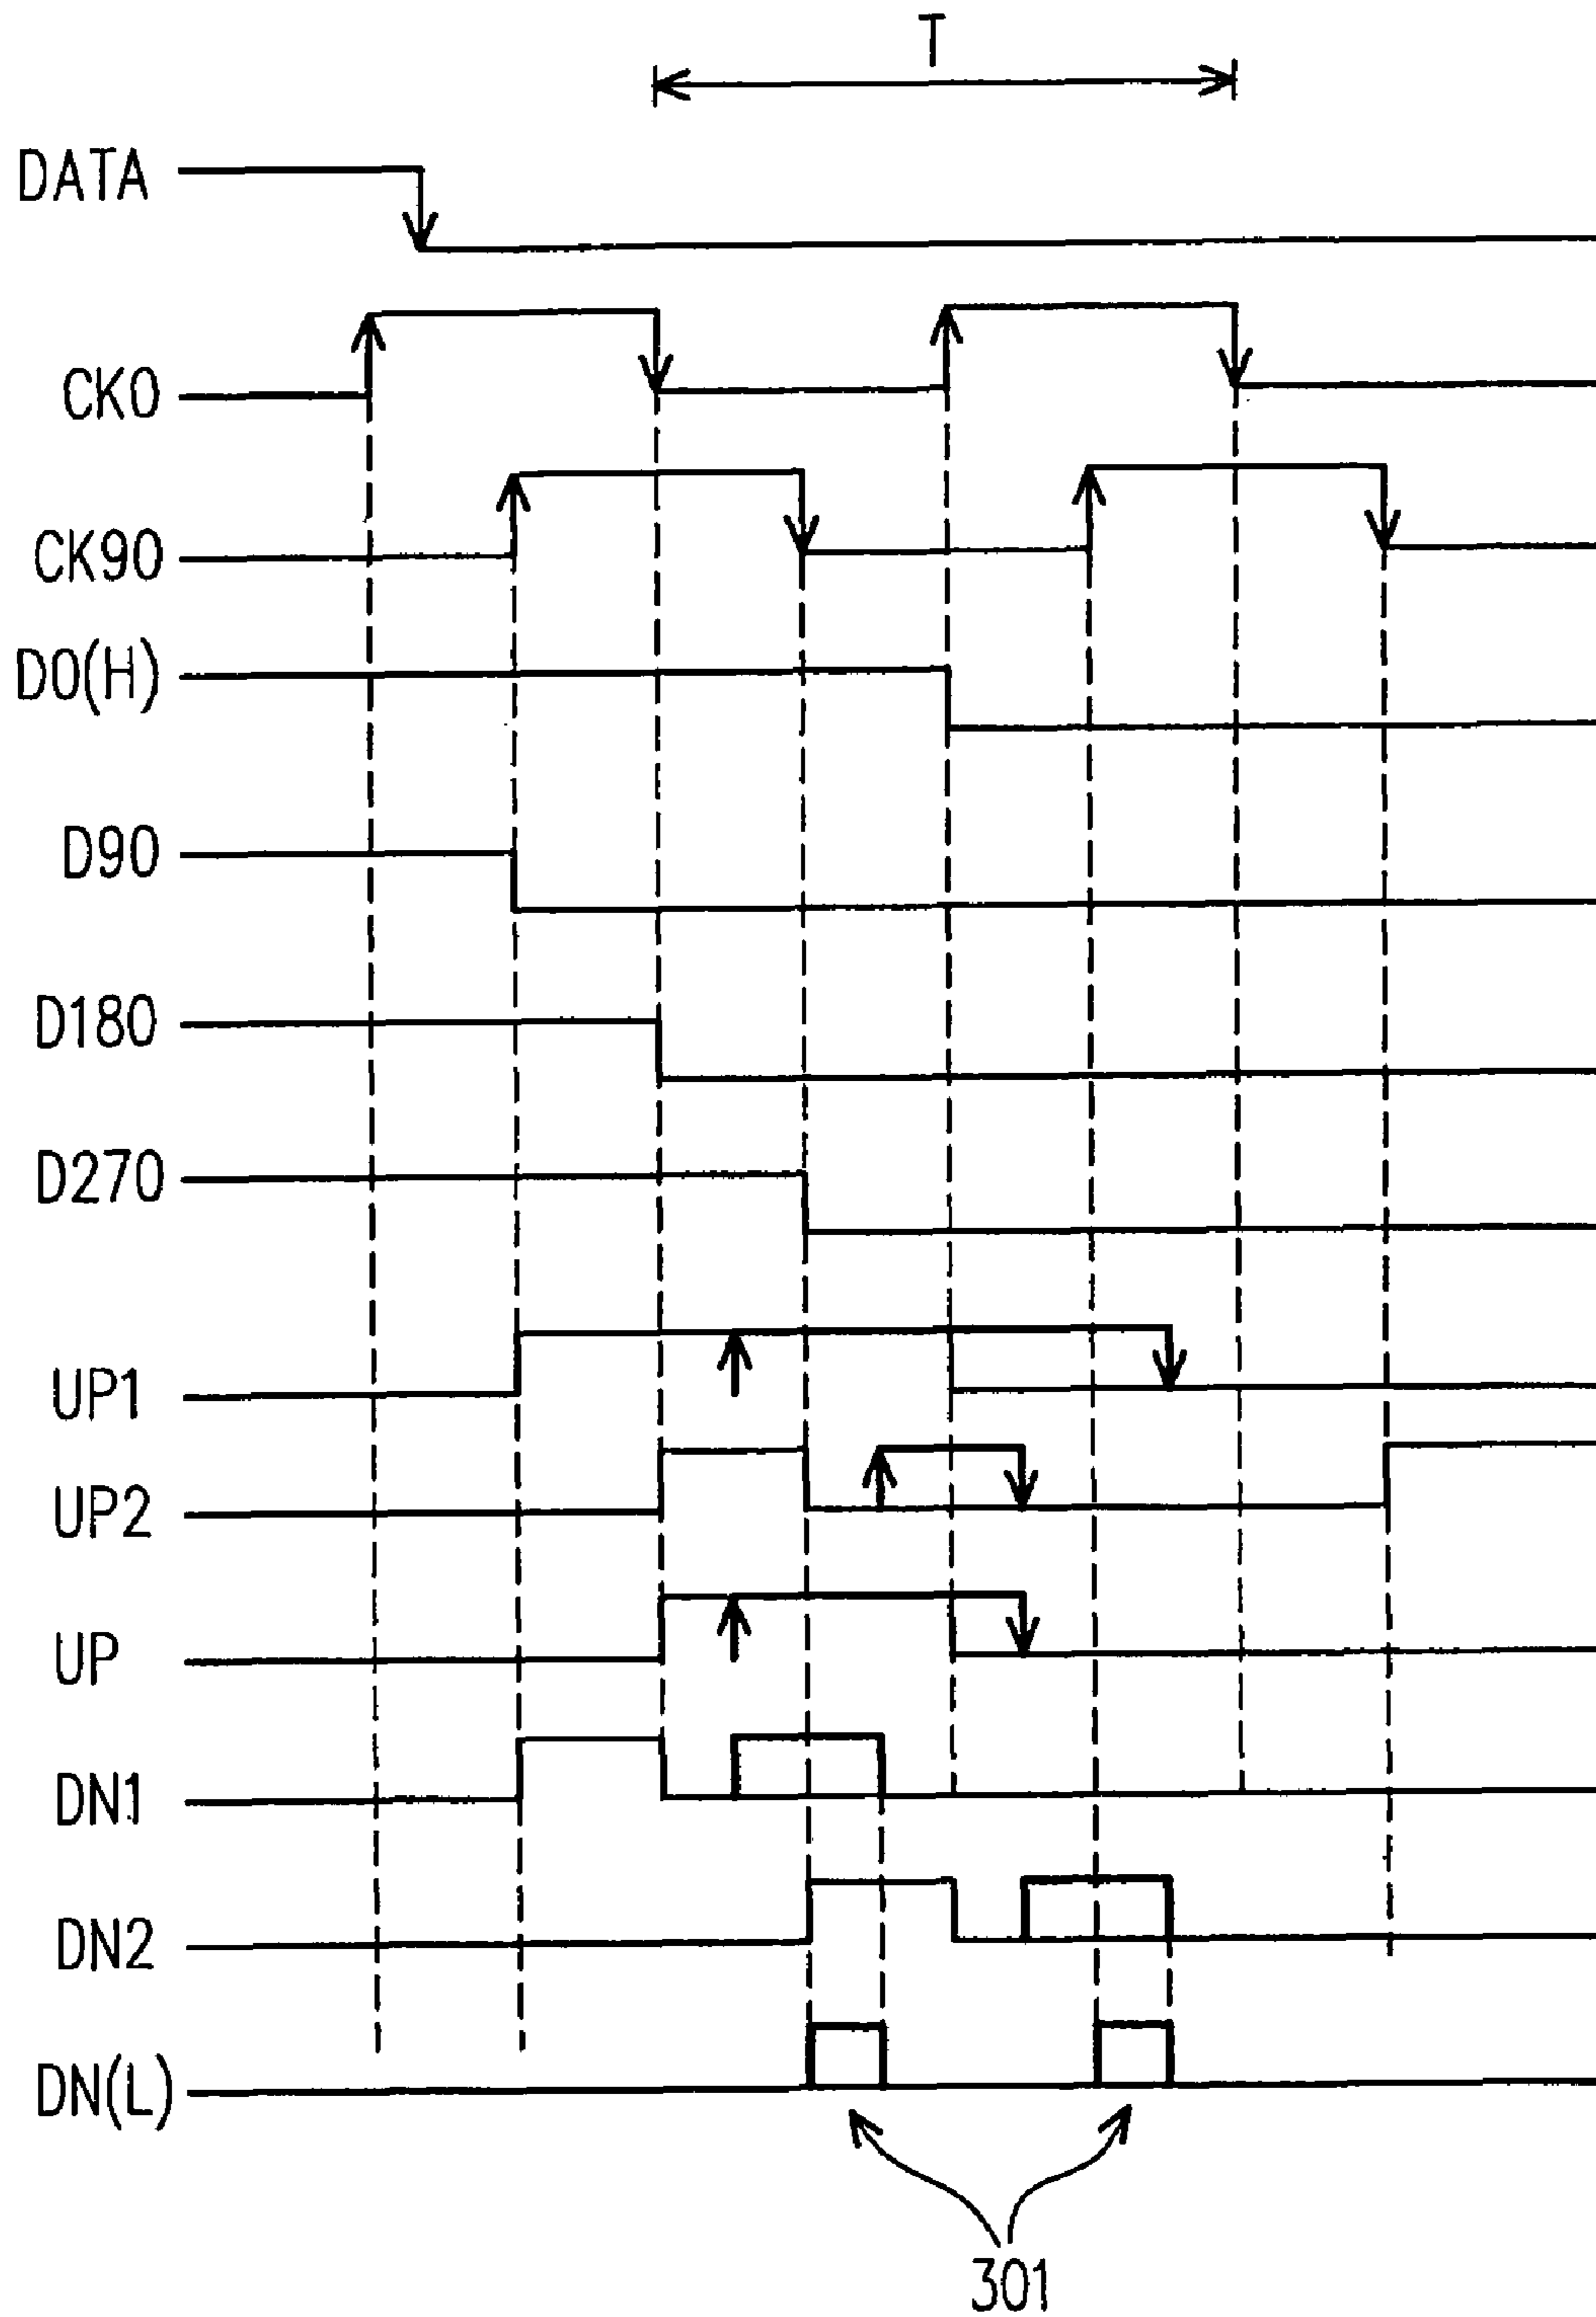 T
DATA
CK0
CK90
D0(H)
D90
D180
D270
UP1
UP2
UP
DN1
DN2
DN(L)
301